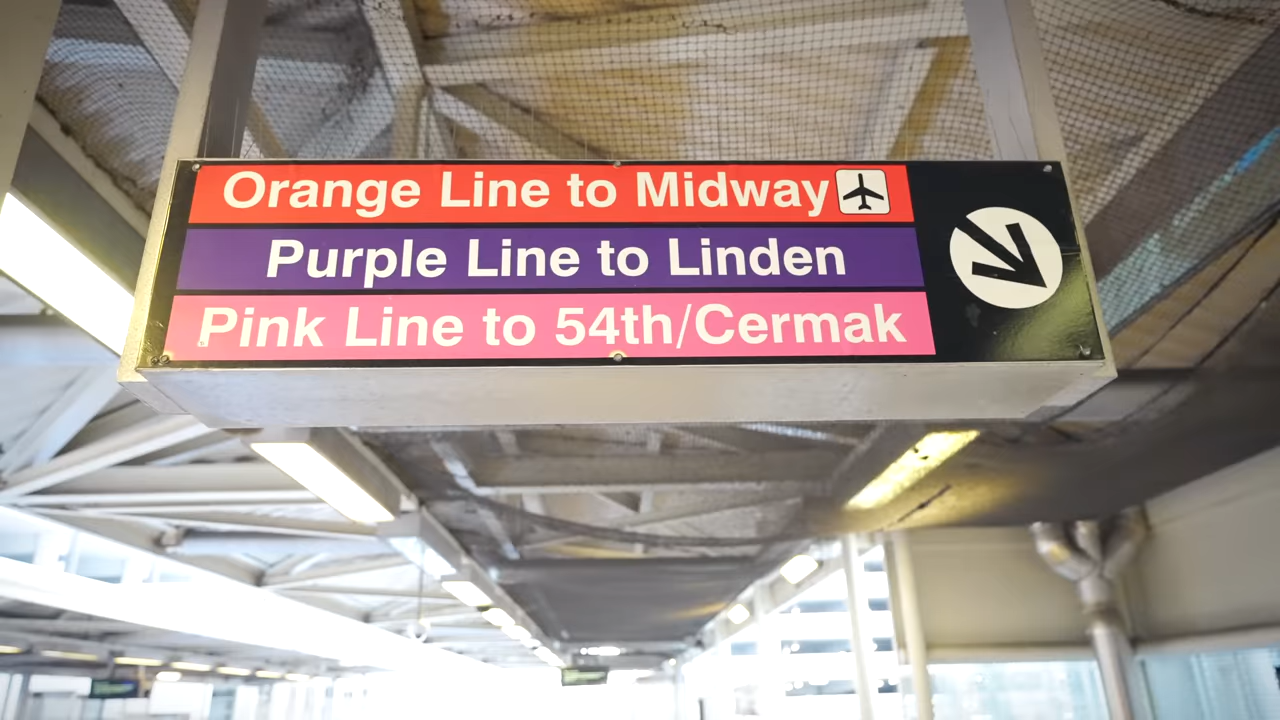 Orange Line to Midway
Purple Line to Linden
Pink Line to 54th/Cermak